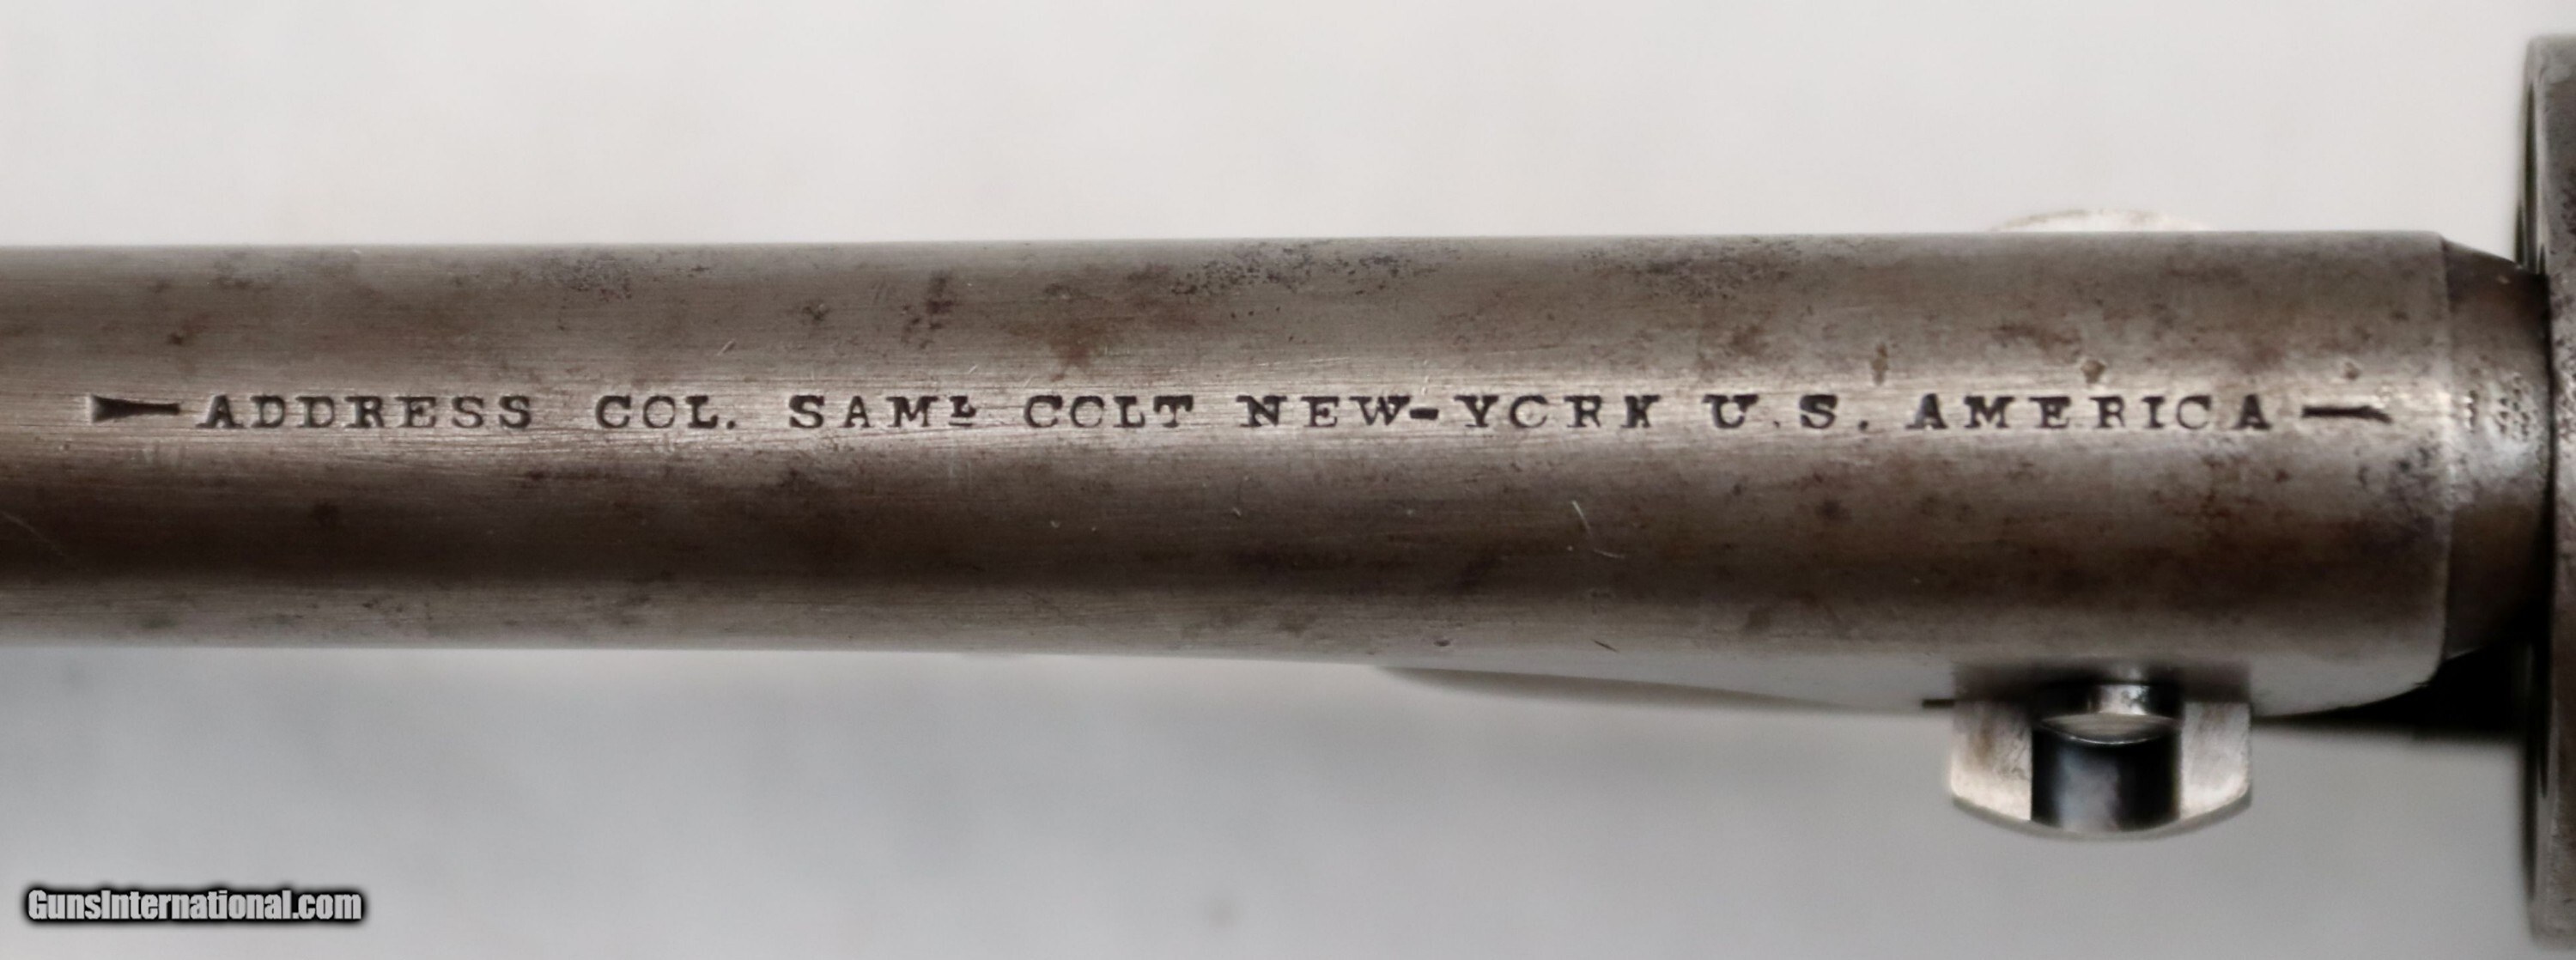 ADDRESS COL. SAMᴸ COLT NEW-YORK U.S. AMERICA
GunsInternational.com